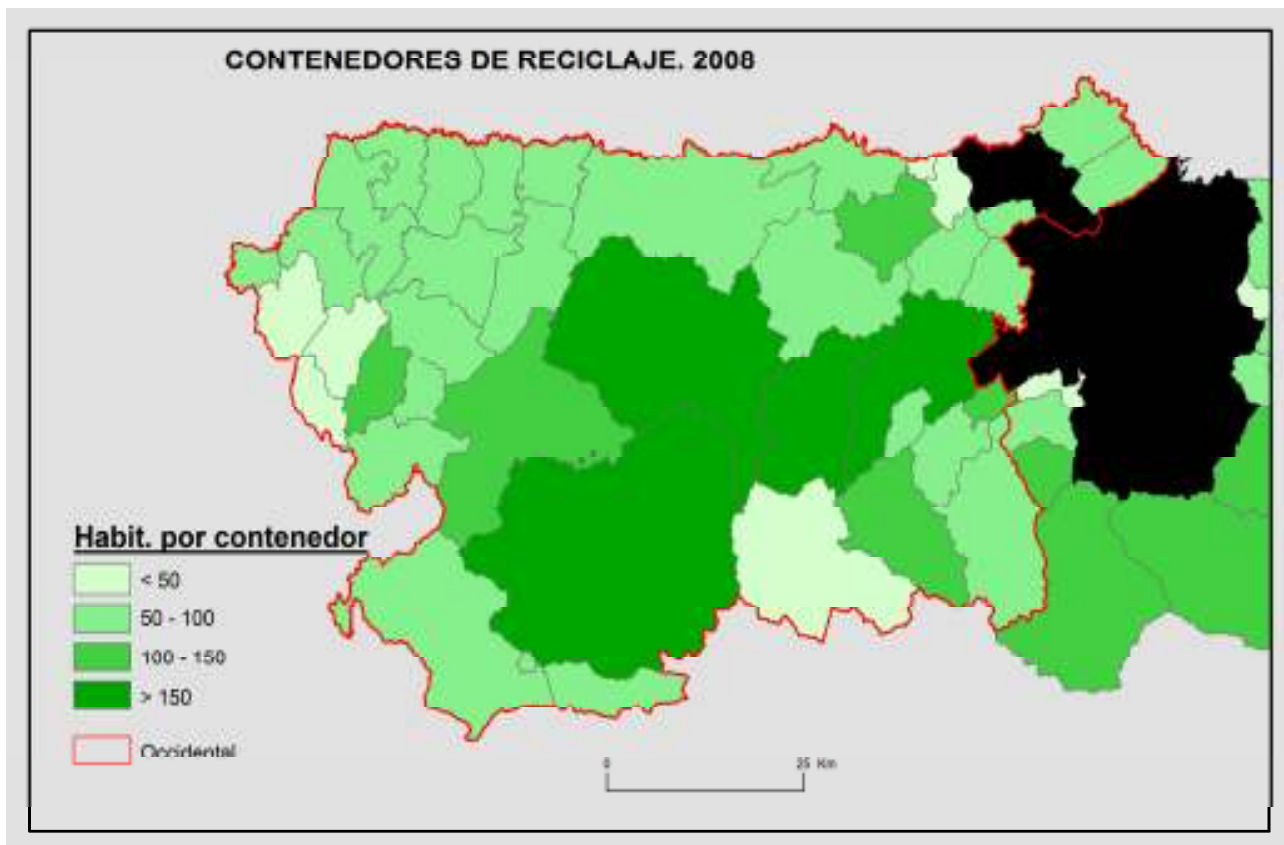 CONTENEDORES DE RECICLAJE. 2008
Habit. por contenedor
< 50
50 - 100
100 - 150
> 150
Occidental
0 25 Km